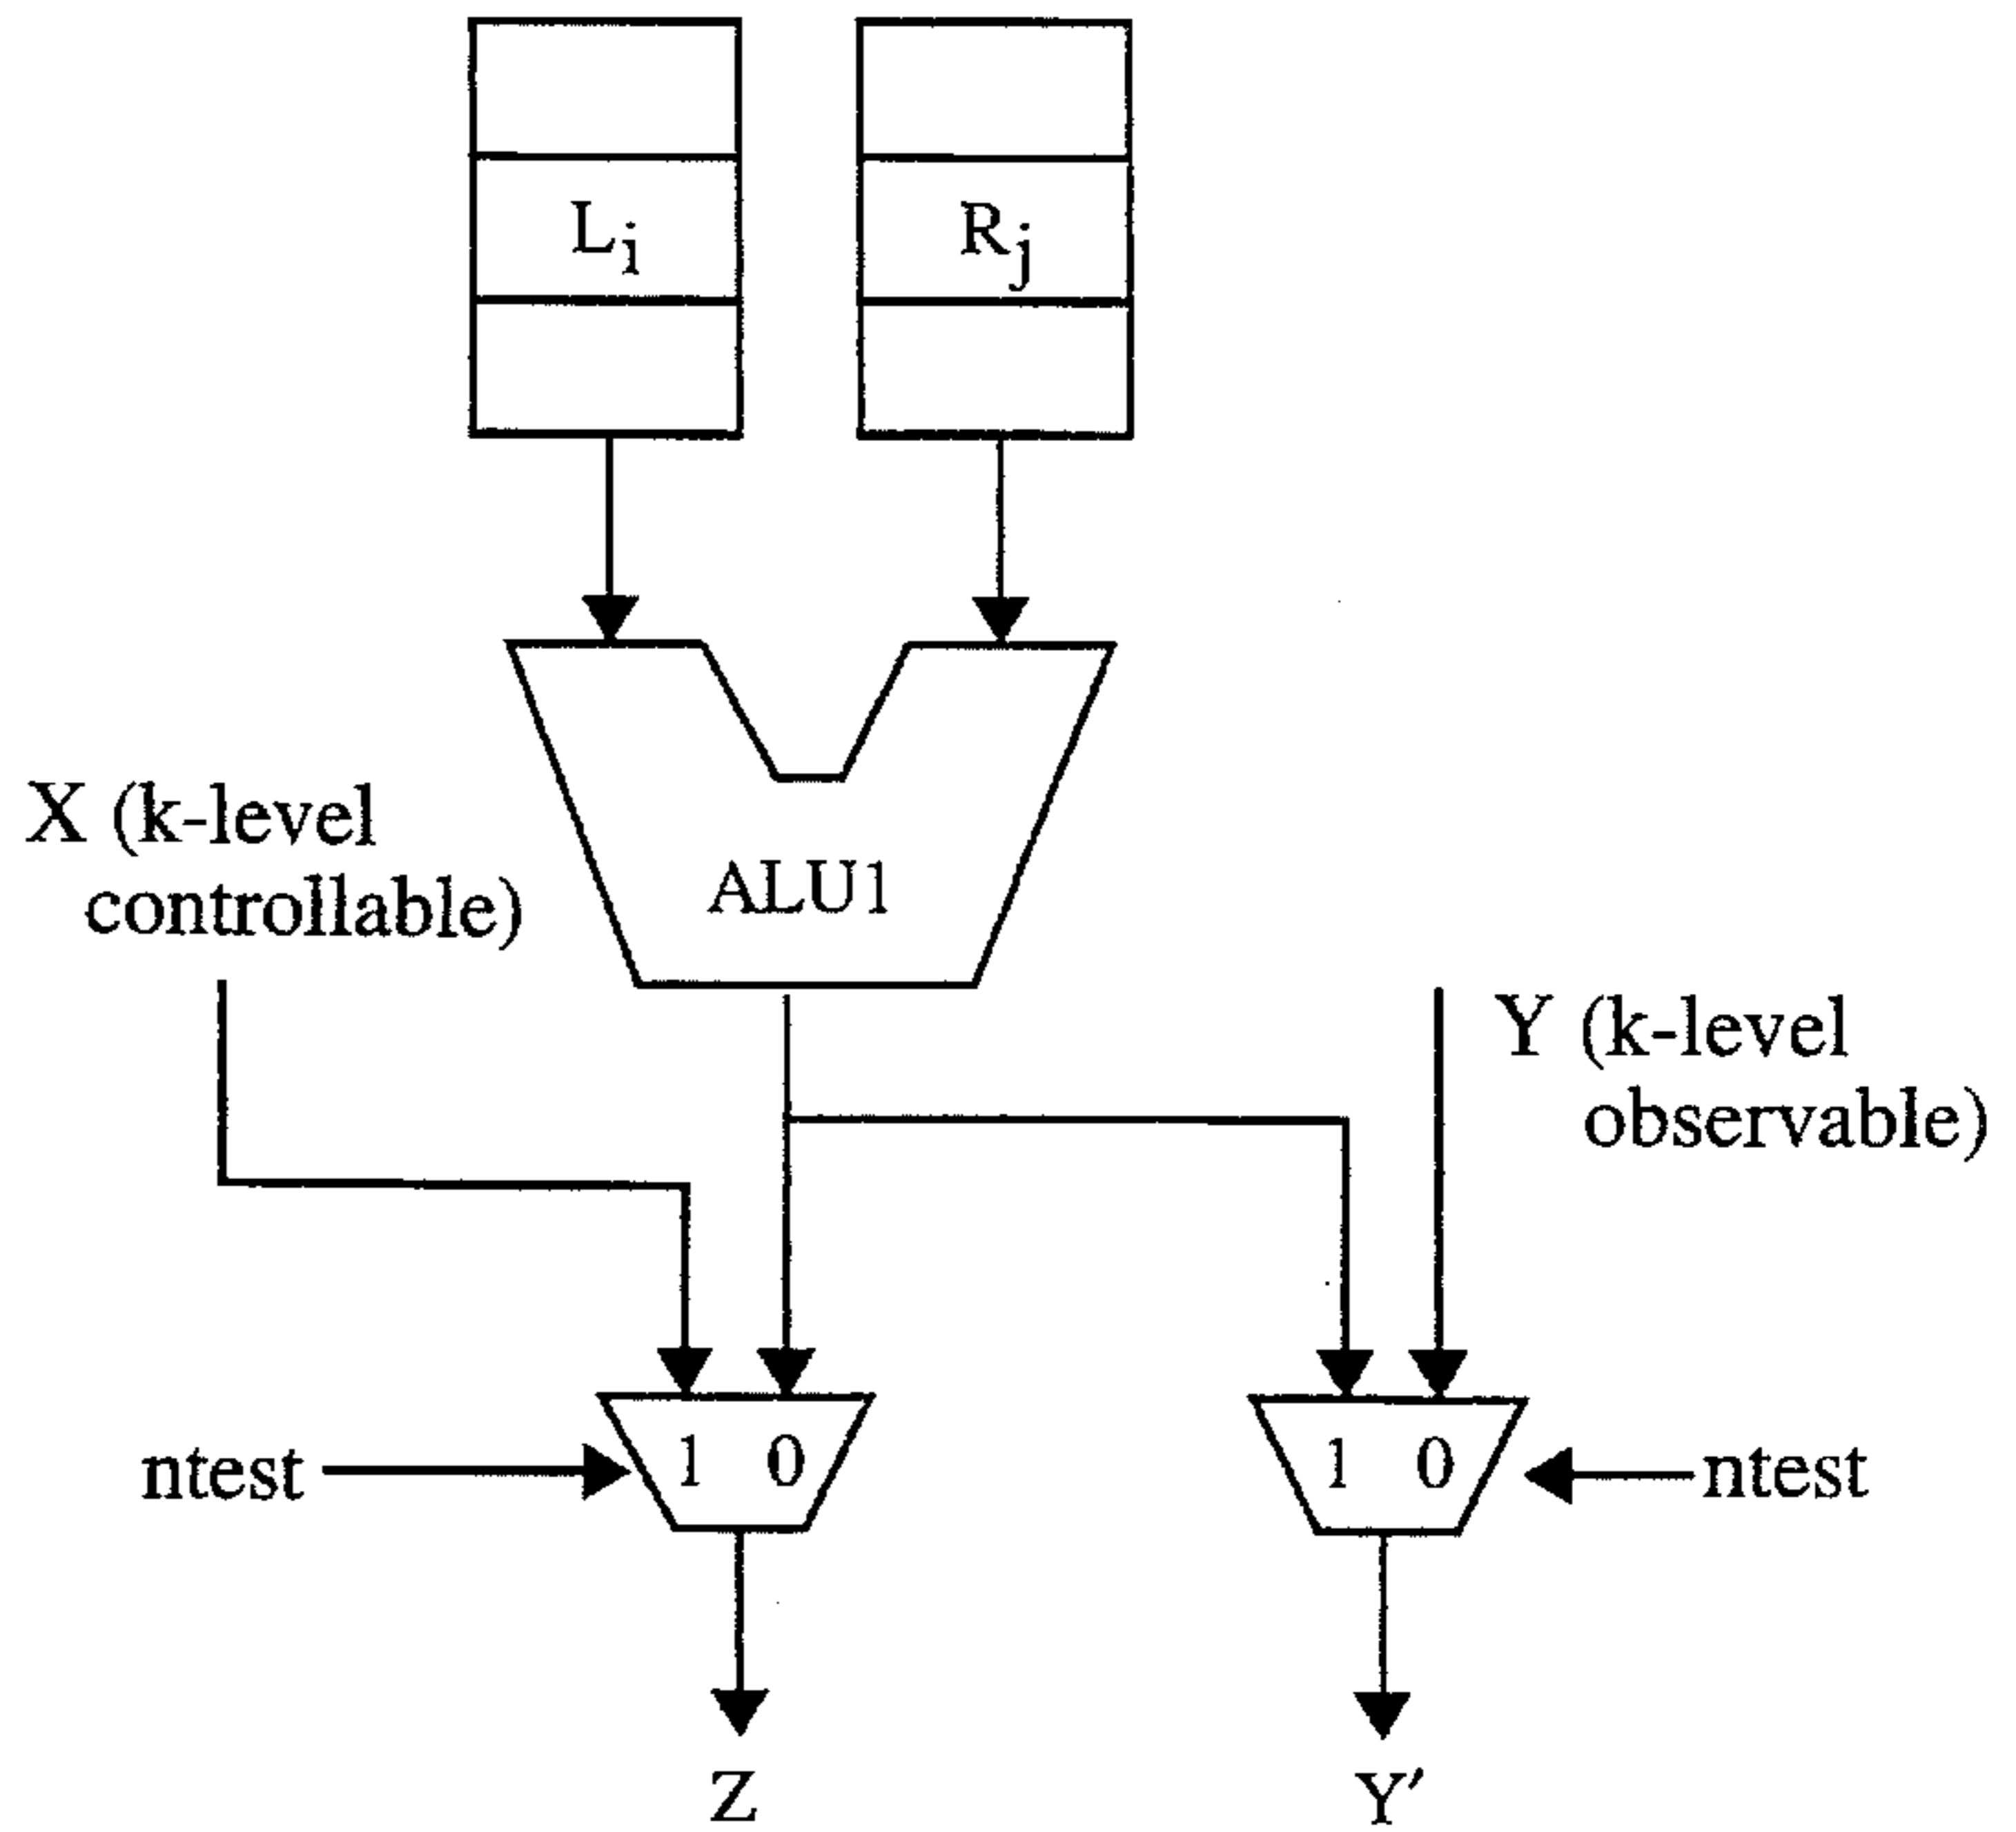 L_i
R_j
X (k-level
controllable)
ALU1
Y (k-level
observable)
ntest
1 0
1 0
ntest
Z
Y'